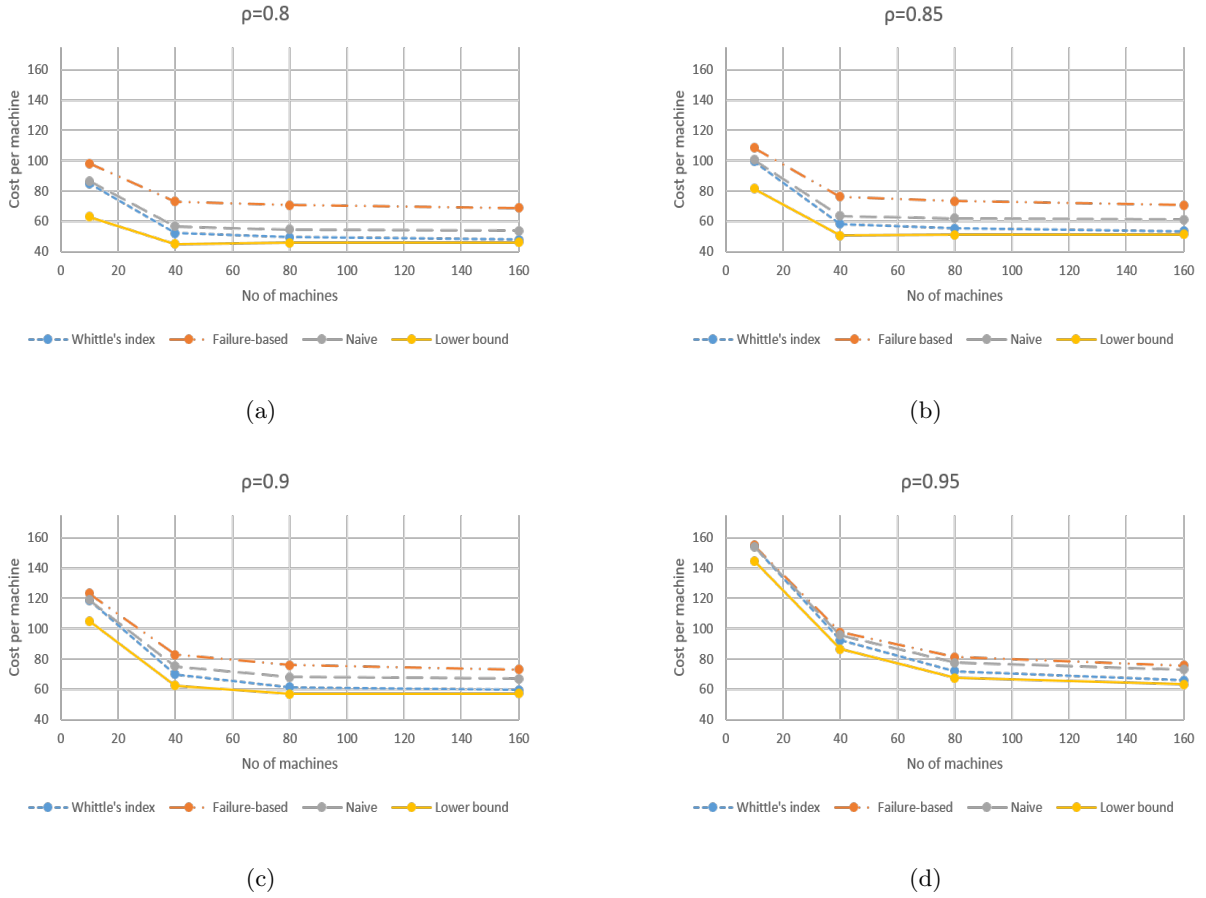 ρ=0.8
Cost per machine
160
140
120
100
80
60
40
0 20 40 60 80 100 120 140 160
No of machines
Whittle's index Failure-based Naive Lower bound
(a)
ρ=0.85
Cost per machine
160
140
120
100
80
60
40
0 20 40 60 80 100 120 140 160
No of machines
Whittle's index Failure based Naive Lower bound
(b)
ρ=0.9
Cost per machine
160
140
120
100
80
60
40
0 20 40 60 80 100 120 140 160
No of machines
Whittle's index Failure-based Naive Lower bound
(c)
ρ=0.95
Cost per machine
160
140
120
100
80
60
40
0 20 40 60 80 100 120 140 160
No of machines
Whittle's index Failure-based Naive Lower bound
(d)